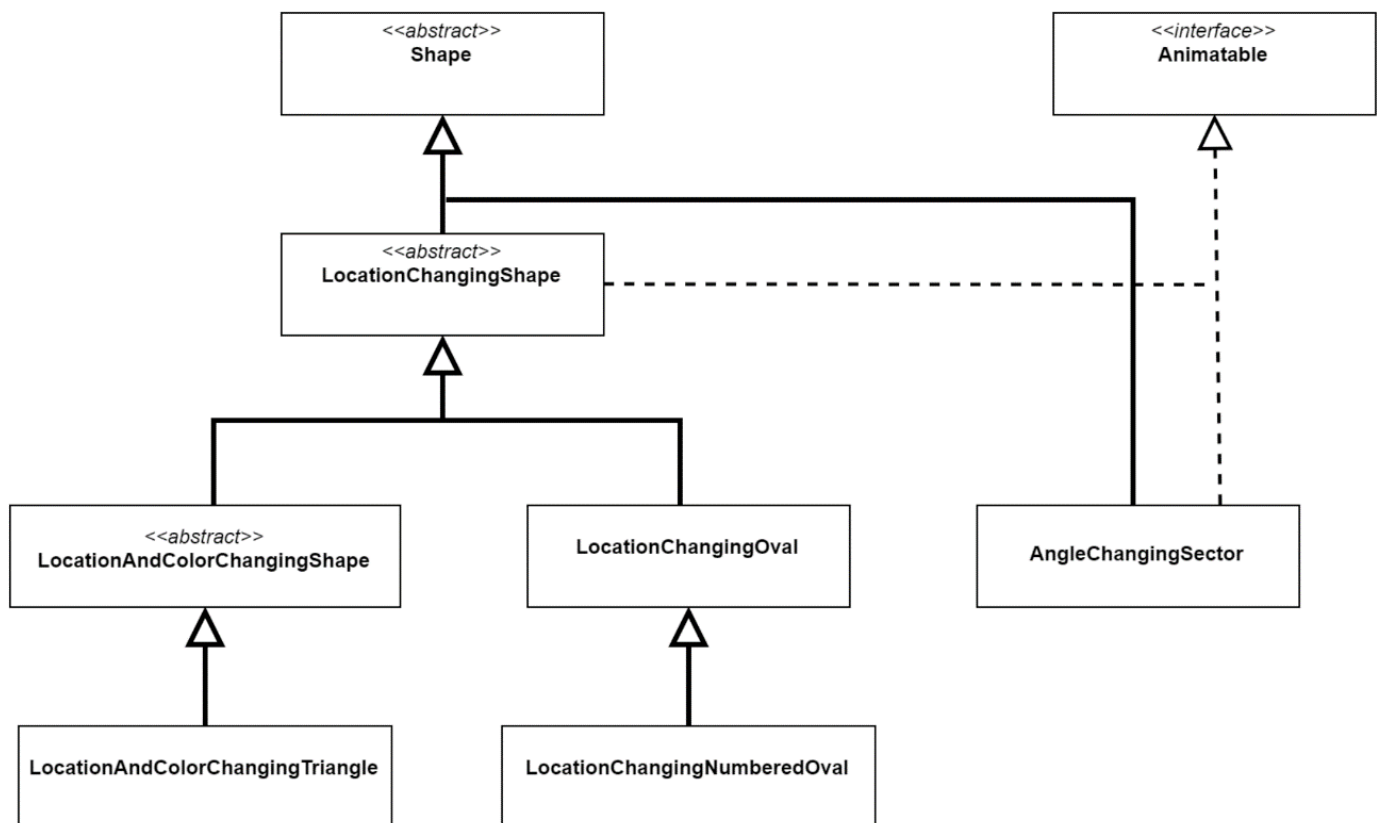 <<abstract>>
Shape
<<interface>>
Animatable
<<abstract>>
LocationChangingShape
<<abstract>>
LocationAndColorChangingShape
LocationChangingOval
AngleChangingSector
LocationAndColorChangingTriangle
LocationChangingNumberedOval